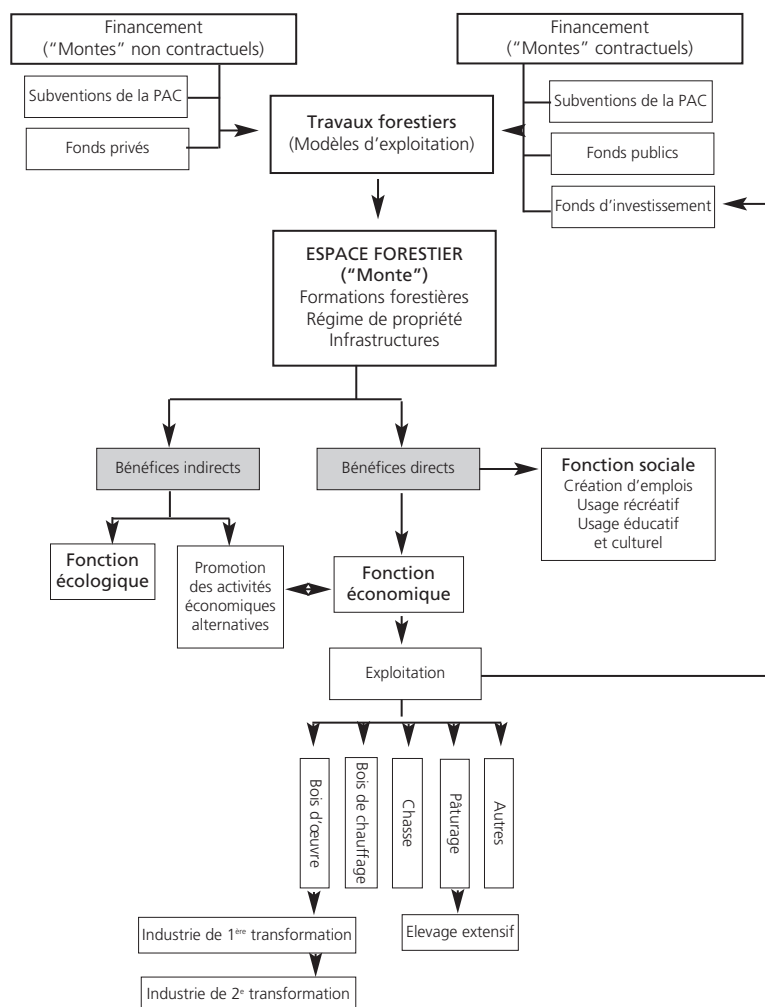 Financement
(“Montes” non contractuels)
Financement
(“Montes” contractuels)
Subventions de la PAC
Fonds privés
Travaux forestiers
(Modèles d’exploitation)
Subventions de la PAC
Fonds publics
Fonds d’investissement
ESPACE FORESTIER
(“Monte”)
Formations forestières
Régime de propriété
Infrastructures
Bénéfices indirects
Bénéfices directs
Fonction sociale
Création d’emplois
Usage récréatif
Usage éducatif
et culturel
Fonction
écologique
Promotion
des activités
économiques
alternatives
Fonction
économique
Exploitation
Bois d’œuvre
Bois de chauffage
Chasse
Pâturage
Autres
Industrie de 1ère transformation
Elevage extensif
Industrie de 2e transformation